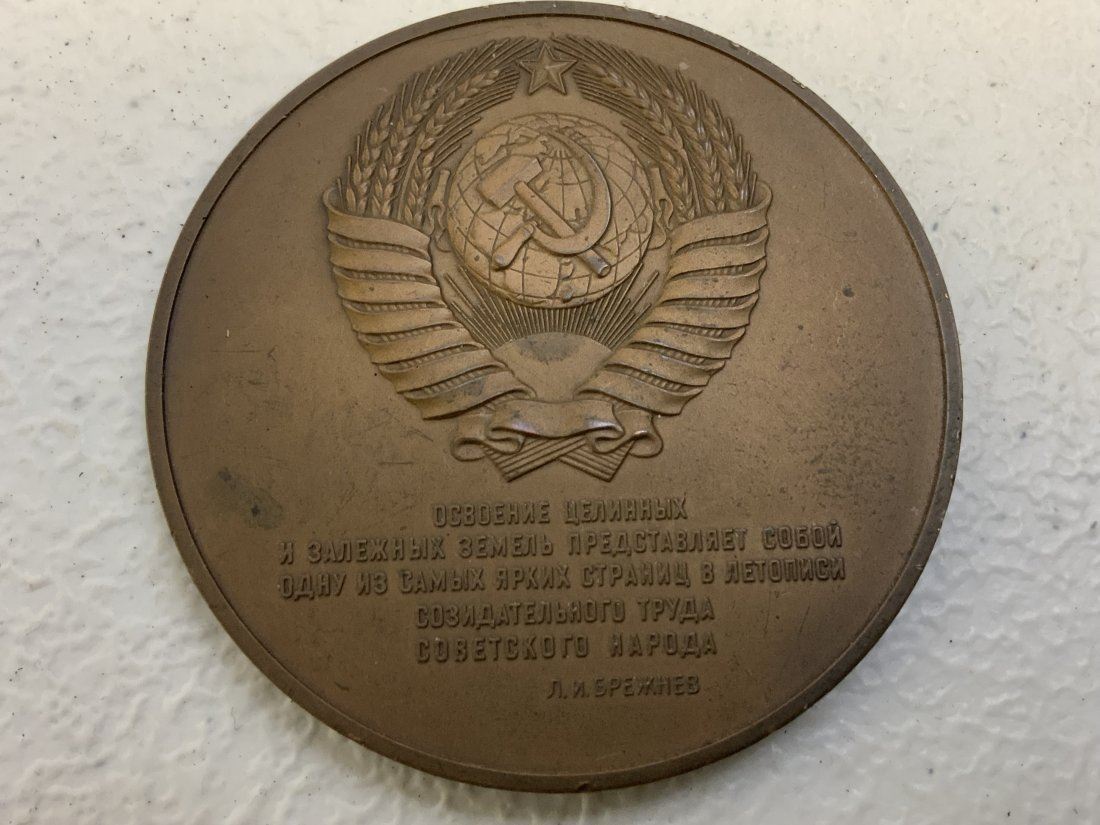 ОСВОЕНИЕ ЦЕЛИННЫХ
И ЗАЛЕЖНЫХ ЗЕМЕЛЬ ПРЕДСТАВЛЯЕТ СОБОЙ
ОДНУ ИЗ САМЫХ ЯРКИХ СТРАНИЦ В ЛЕТОПИСИ
СОЗИДАТЕЛЬНОГО ТРУДА
СОВЕТСКОГО НАРОДА
Л.И.БРЕЖНЕВ